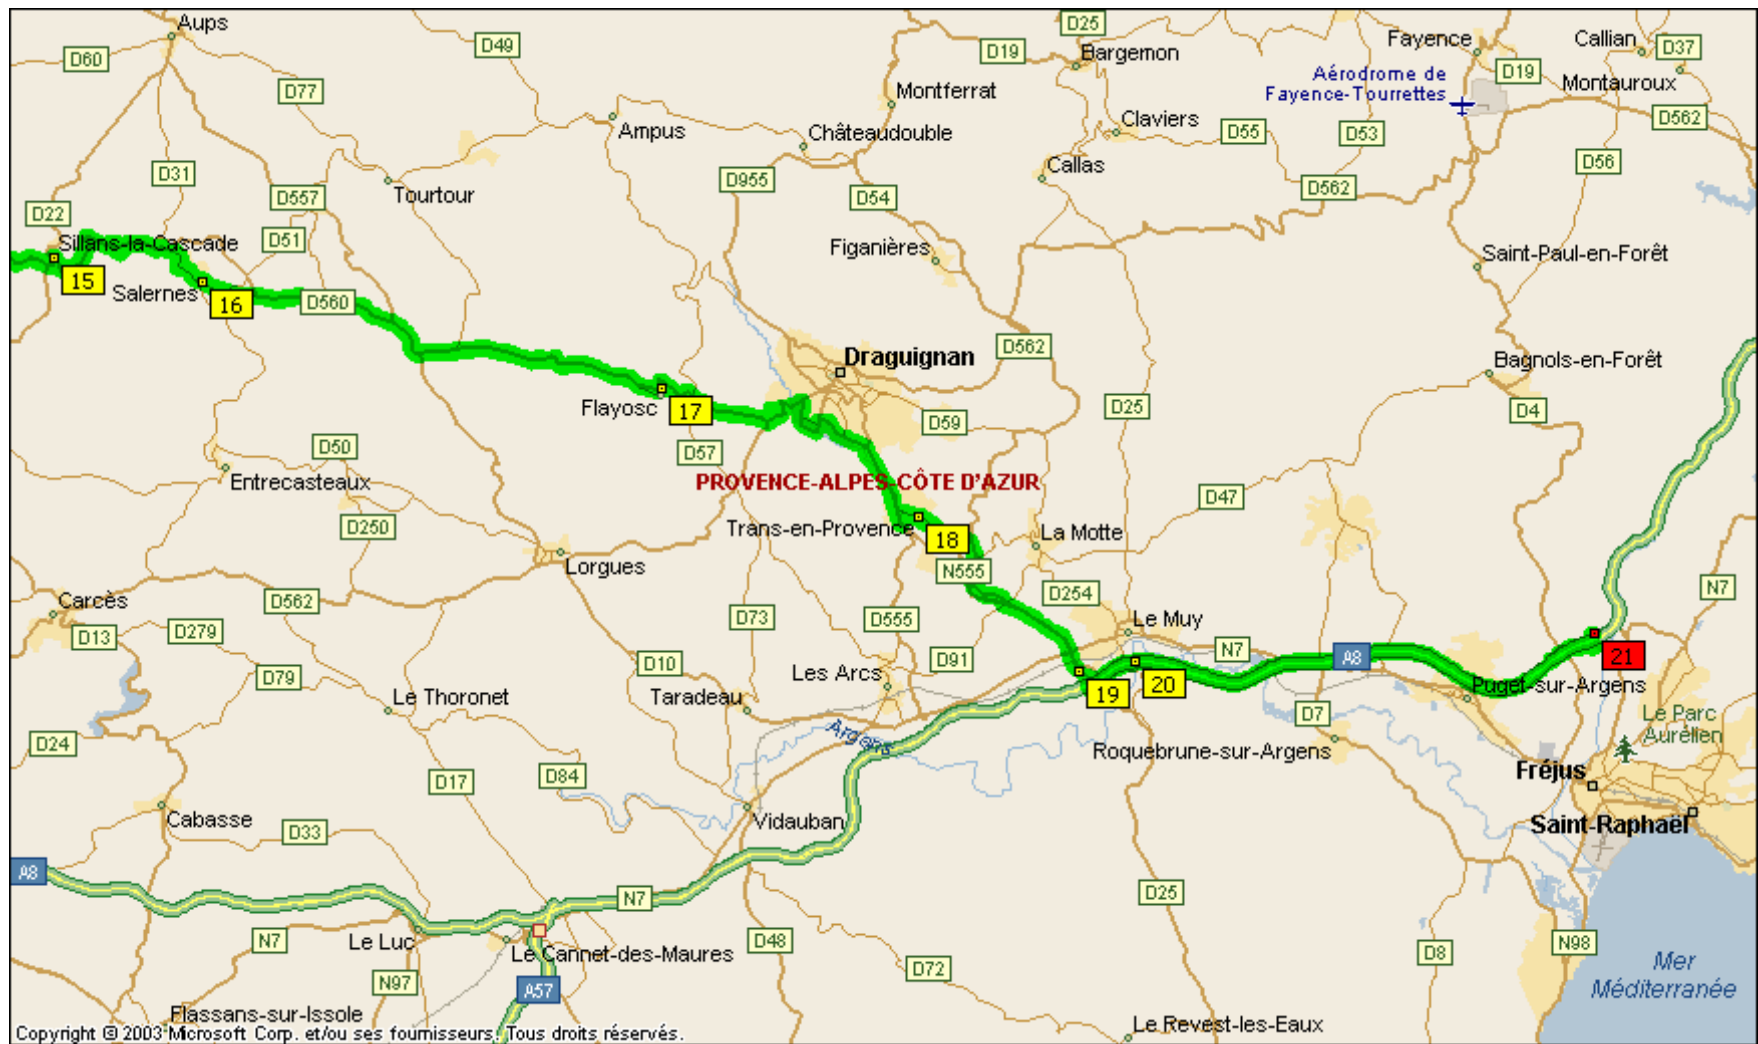 Aups
D60
D49
D25
D19
Bargemon
Fayence
Callian
D37
D19
Aérodrome de
Fayence-Tourrettes
Montauroux
D77
Montferrat
Ampus
Châteaudouble
Claviers
D55
D53
D562
D31
D56
D557
Tourtour
D955
Callas
D562
D54
D22
Sillans-la-Cascade
D51
Figanières
Saint-Paul-en-Forêt
15
Salernes
16
D560
Draguignan
D562
Bagnols-en-Forêt
Flayosc
17
D25
D4
D59
D50
D57
Entrecasteaux
PROVENCE-ALPES-CÔTE D'AZUR
D47
D250
Trans-en-Provence
18
La Motte
Lorgues
N555
D254
N7
Carcès
D562
D13
D279
D73
D555
Le Muy
N7
A8
21
D10
D91
D79
Les Arcs
19
20
Puget-sur-Argens
Le Thoronet
Taradeau
D7
Le Parc
Aurélien
D24
Argens
Roquebrune-sur-Argens
D17
D84
Fréjus
Cabasse
D33
Vidauban
Saint-Raphaël
A8
N7
D25
N7
Le Luc
Le Cannet-des-Maures
D48
D8
N98
D72
Mer
Méditerranée
N97
A57
Flassans-sur-Issole
Le Revest-les-Eaux
Copyright © 2003 Microsoft Corp. et/ou ses fournisseurs. Tous droits réservés.